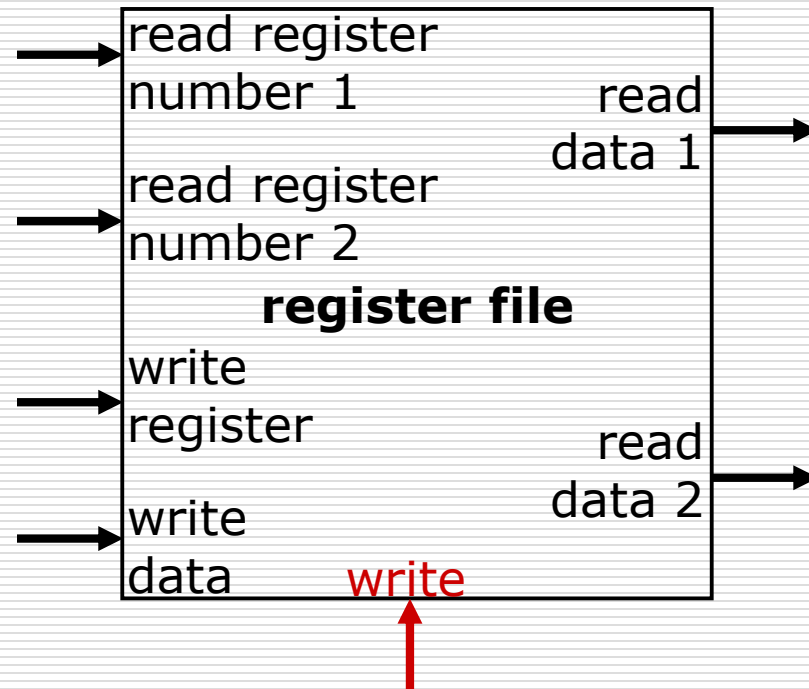 read register
number 1
read
data 1
read register
number 2
register file
write
register
read
data 2
write
data
write